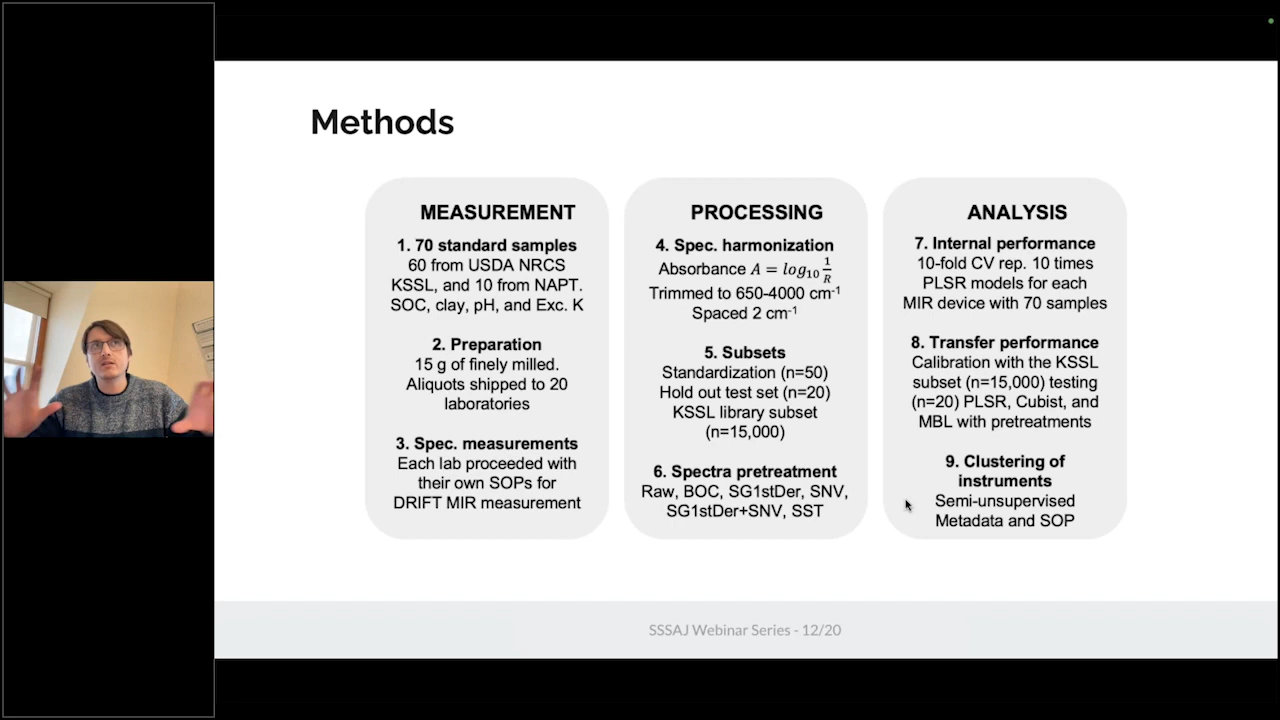 Methods
MEASUREMENT
1. 70 standard samples
60 from USDA NRCS
KSSL, and 10 from NAPT.
SOC, clay, pH, and Exc. K
2. Preparation
15 g of finely milled.
Aliquots shipped to 20
laboratories
3. Spec. measurements
Each lab proceeded with
their own SOPs for
DRIFT MIR measurement
PROCESSING
4. Spec. harmonization
Absorbance A = log₁₀ 1/R
Trimmed to 650-4000 cm⁻¹
Spaced 2 cm⁻¹
5. Subsets
Standardization (n=50)
Hold out test set (n=20)
KSSL library subset
(n=15,000)
6. Spectra pretreatment
Raw, BOC, SG1stDer, SNV,
SG1stDer+SNV, SST
ANALYSIS
7. Internal performance
10-fold CV rep. 10 times
PLSR models for each
MIR device with 70 samples
8. Transfer performance
Calibration with the KSSL
subset (n=15,000) testing
(n=20) PLSR, Cubist, and
MBL with pretreatments
9. Clustering of
instruments
Semi-unsupervised
Metadata and SOP
SSSAJ Webinar Series - 12/20